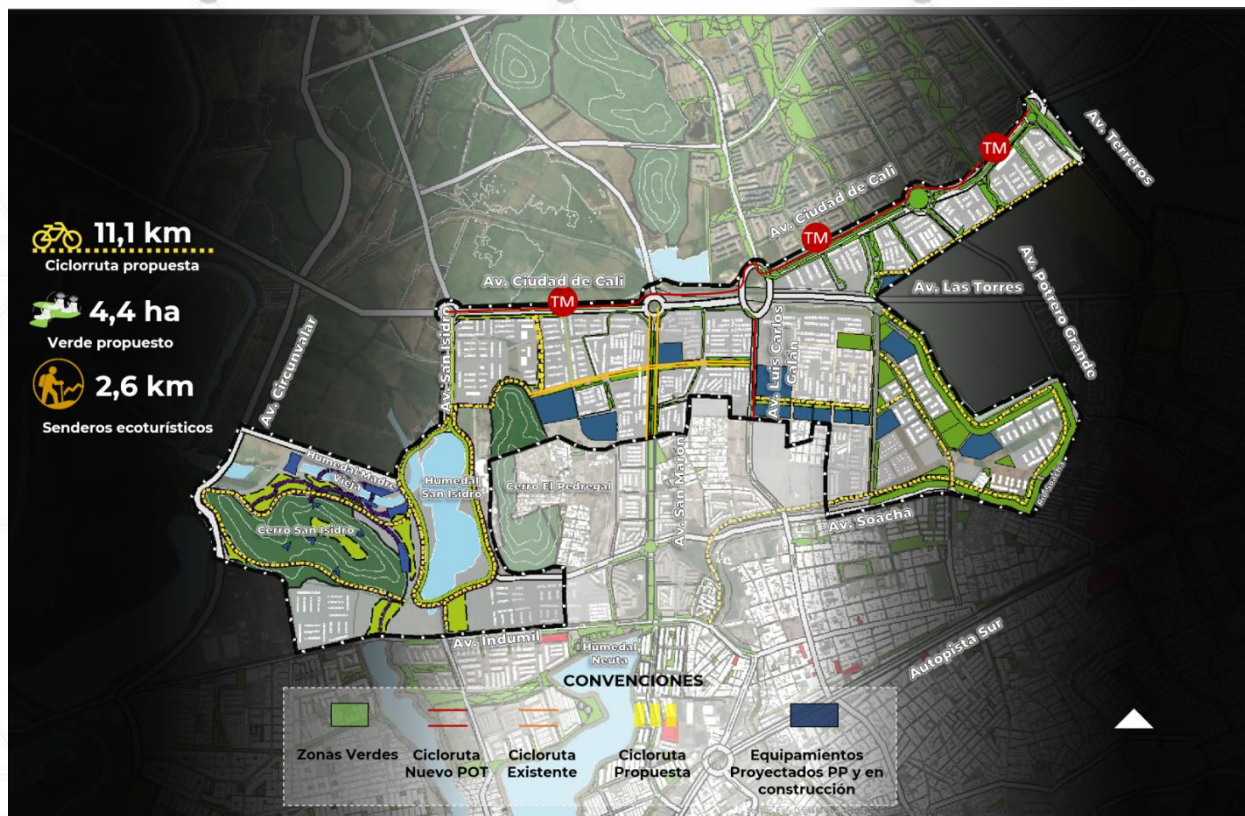 Av. Terreros
TM
Av. Ciudad de Cali
TM
11,1 km
Ciclorruta propuesta
Av. Ciudad de Cali
TM
Av. Las Torres
Av. Potrero Grande
4,4 ha
Verde propuesto
2,6 km
Senderos ecoturísticos
Av. Circunvalar
Av. San Isidro
Av. Luis Carlos
Galán
Humedal Madre
Vieja
Humedal
San Isidro
Cerro El Pedregal
Av. San Marón
Cerro San Isidro
Av. Soacha
Av. Indumil
Humedal
Neuta
Autopista Sur
CONVENCIONES
Zonas Verdes
Cicloruta
Nuevo POT
Cicloruta
Existente
Cicloruta
Propuesta
Equipamientos
Proyectados PP y en
construcción